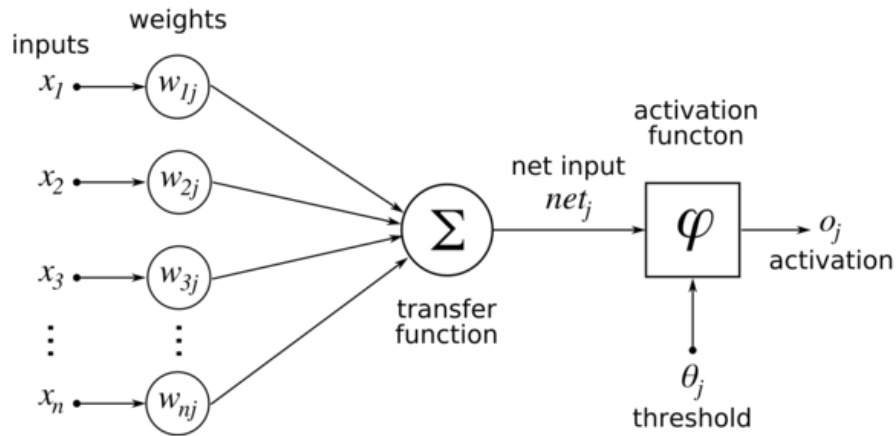 weights
inputs
x₁
w₁ⱼ
activation
functon
x₂
w₂ⱼ
net input
netⱼ
Σ
φ
oⱼ
activation
x₃
w₃ⱼ
transfer
function
⋮
⋮
xₙ
wₙⱼ
θⱼ
threshold